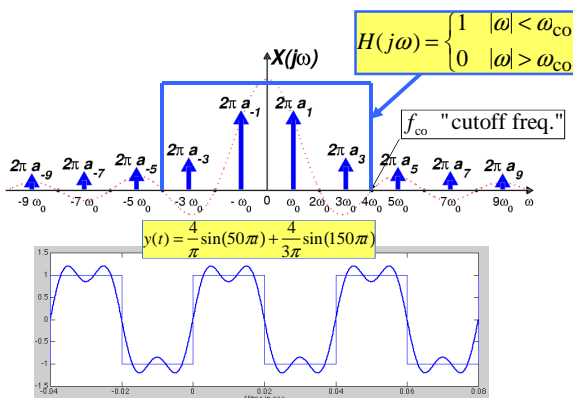 H(jω) = {1 |ω| < ω_co
{0 |ω| > ω_co
X(jω)
f_co "cutoff freq."
2π a_-9 2π a_-7 2π a_-5 2π a_-3 2π a_-1 2π a_1 2π a_3 2π a_5 2π a_7 2π a_9
-9 ω_0 -7ω_0 -5 ω_0 -3ω_0 -ω_0 0 ω_0 2ω_0 3ω_0 4ω_0 5ω_0 7ω_0 9ω_0 ω
y(t) = 4/π sin(50πt) + 4/3π sin(150πt)
1.5
1
0.5
0
-0.5
-1
-1.5
-0.04 -0.02 0 0.02 0.04 0.06 0.08